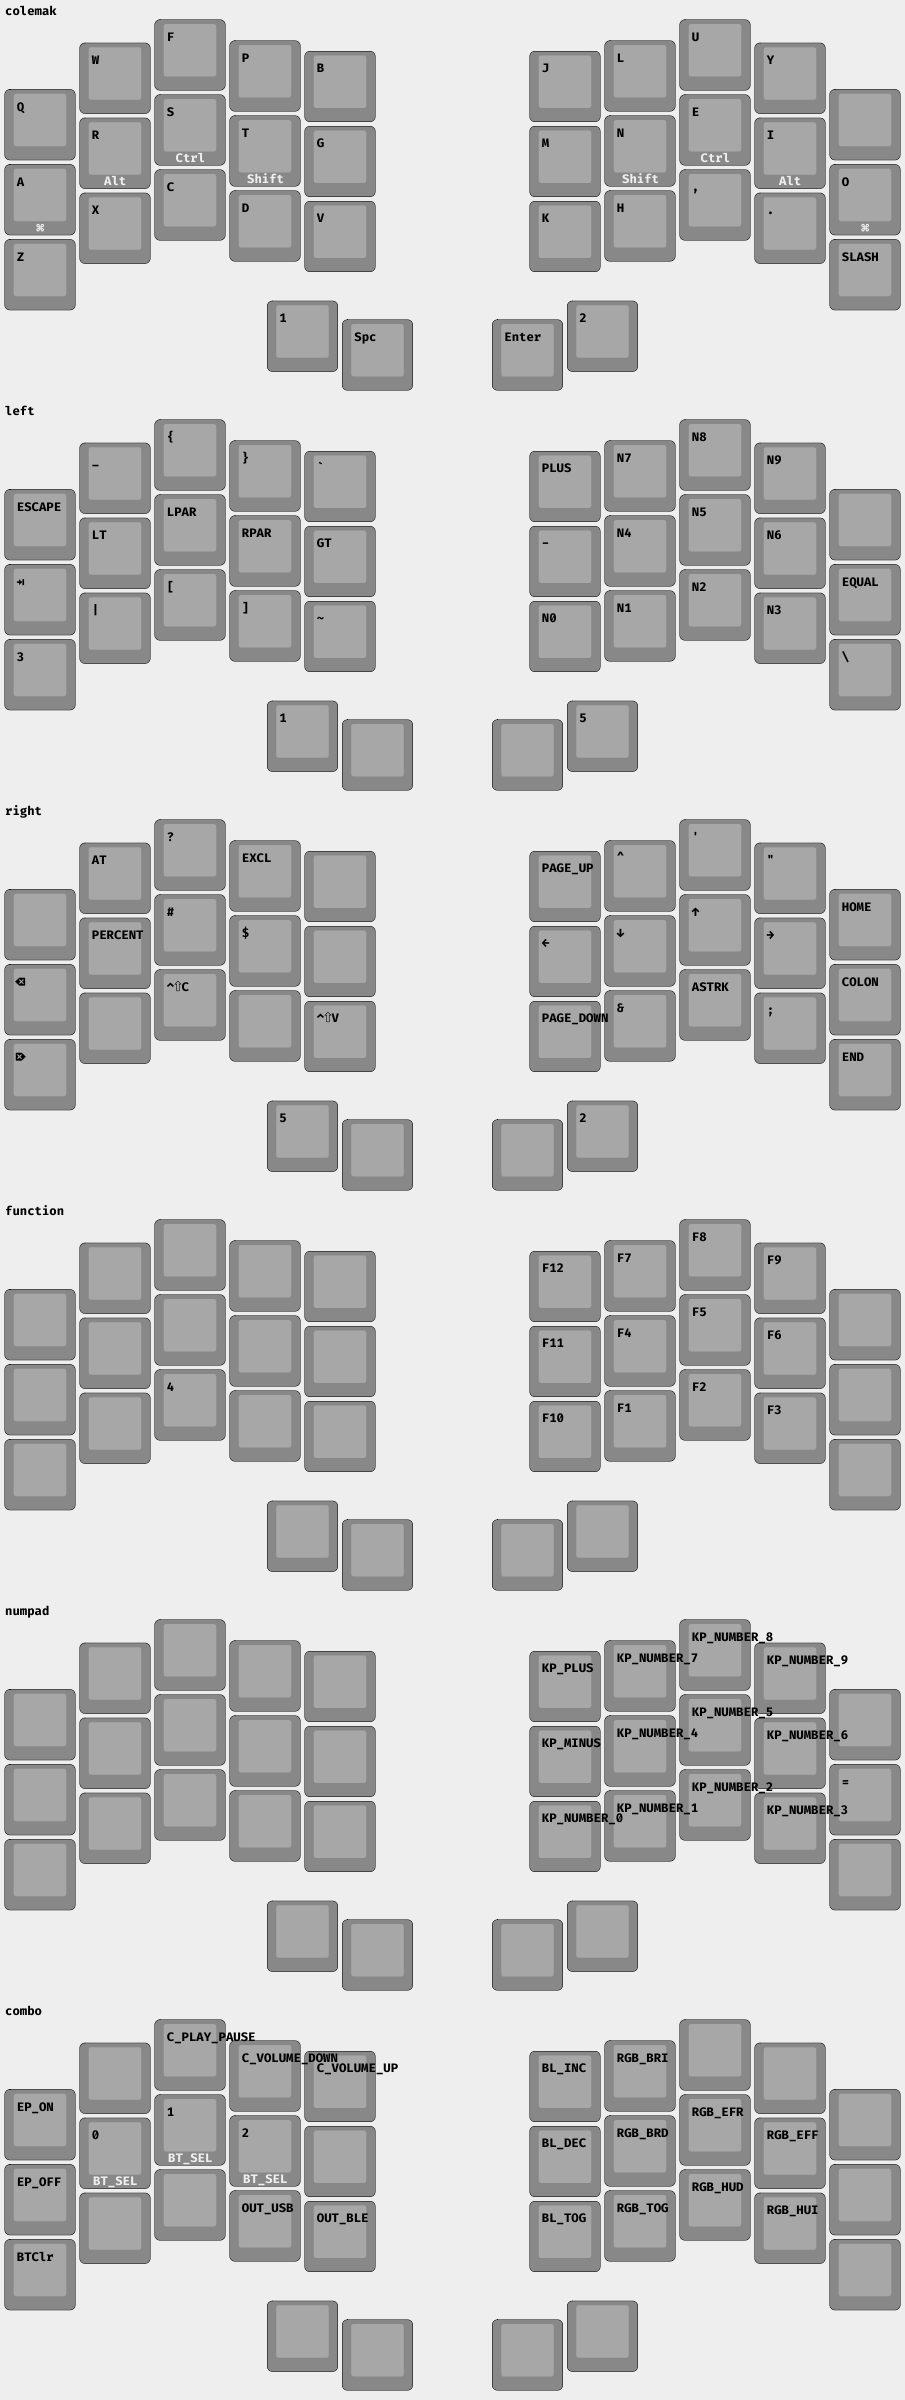 colemak
Q W F P B J L U Y
A ⌘ R Alt S Ctrl T Shift G M N Shift E Ctrl I Alt O ⌘
Z X C D V K H , . SLASH
1 Spc Enter 2
left
ESCAPE _ { } ` PLUS N7 N8 N9
⇥ LT LPAR RPAR GT - N4 N5 N6 EQUAL
3 | [ ] ~ N0 N1 N2 N3 \
1 5
right
AT ? EXCL PAGE_UP ^ ' " HOME
⌫ PERCENT # $ ← ↓ ↑ → COLON
⌦ ^⇧C ^⇧V PAGE_DOWN & ASTRK ; END
5 2
function
F12 F7 F8 F9
F11 F4 F5 F6
4 F10 F1 F2 F3
numpad
KP_PLUS KP_NUMBER_7 KP_NUMBER_8 KP_NUMBER_9
KP_MINUS KP_NUMBER_4 KP_NUMBER_5 KP_NUMBER_6 =
KP_NUMBER_0 KP_NUMBER_1 KP_NUMBER_2 KP_NUMBER_3
combo
EP_ON C_PLAY_PAUSE C_VOLUME_DOWN C_VOLUME_UP BL_INC RGB_BRI
EP_OFF 0 BT_SEL 1 BT_SEL 2 BT_SEL BL_DEC RGB_BRD RGB_EFR RGB_EFF
BTClr OUT_USB OUT_BLE BL_TOG RGB_TOG RGB_HUD RGB_HUI